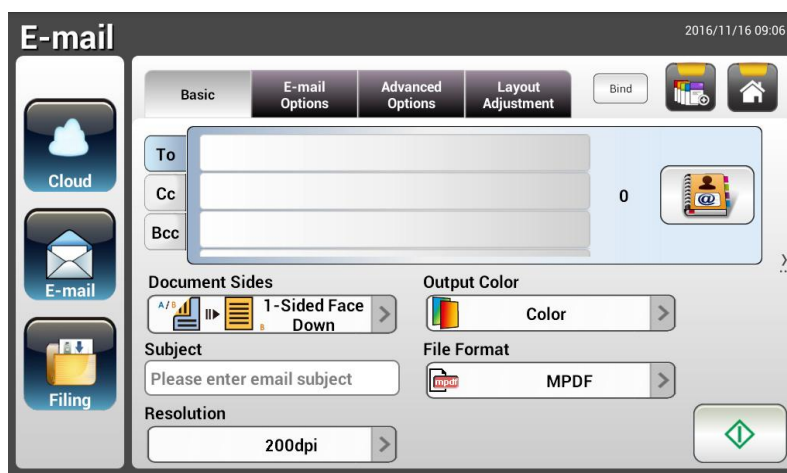 E-mail
2016/11/16 09:06
Basic
E-mail
Options
Advanced
Options
Layout
Adjustment
Bind
Cloud
E-mail
Filing
To
Cc
Bcc
0
@
Document Sides
A/B
B
1-Sided Face
Down
Output Color
Color
Subject
Please enter email subject
File Format
mpdf
MPDF
Resolution
200dpi